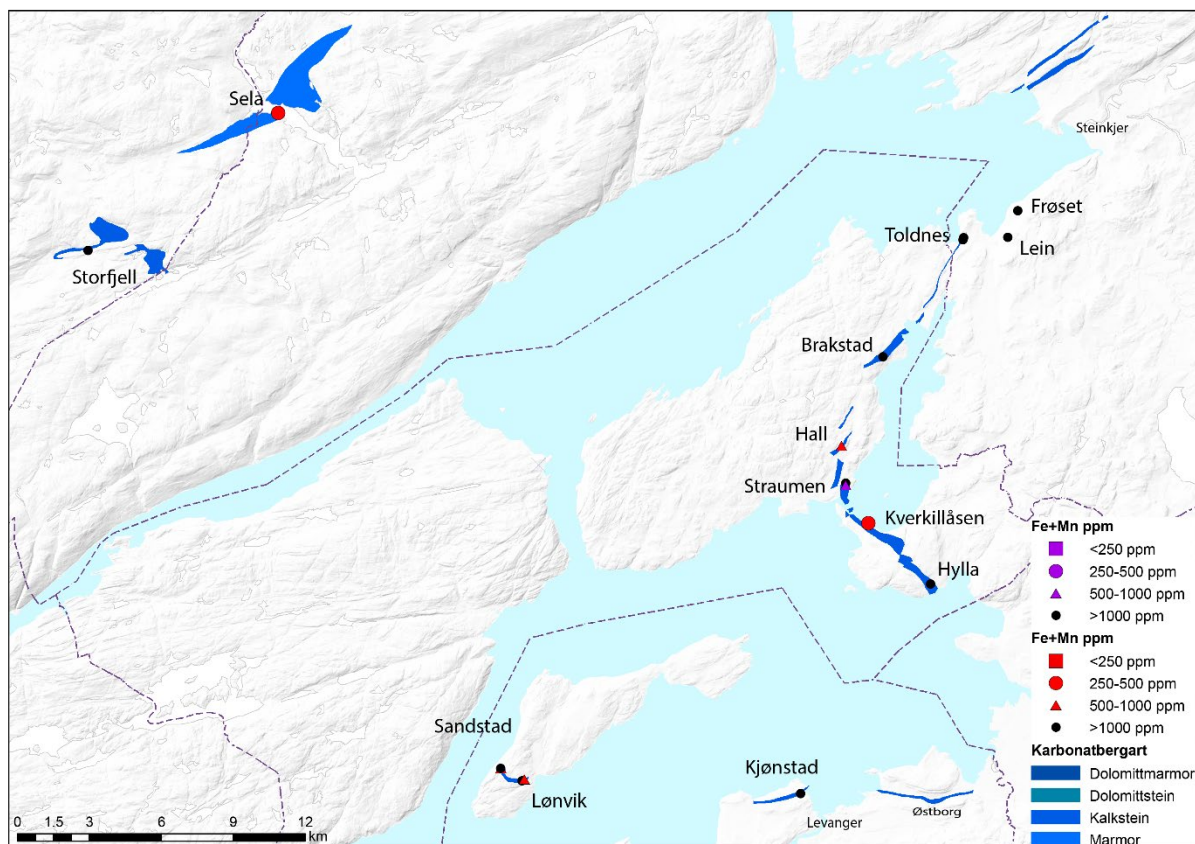 Sela
Steinkjer
Frøset
Toldnes
Lein
Storfjell
Brakstad
Hall
Straumen
Kverkillåsen
Hylla
Sandstad
Lønvik
Kjønstad
Levanger
Østborg
Fe+Mn ppm
<250 ppm
250-500 ppm
500-1000 ppm
>1000 ppm
Fe+Mn ppm
<250 ppm
250-500 ppm
500-1000 ppm
>1000 ppm
Karbonatbergart
Dolomittmarmor
Dolomittstein
Kalkstein
Marmor
0 1.5 3 6 9 12
km